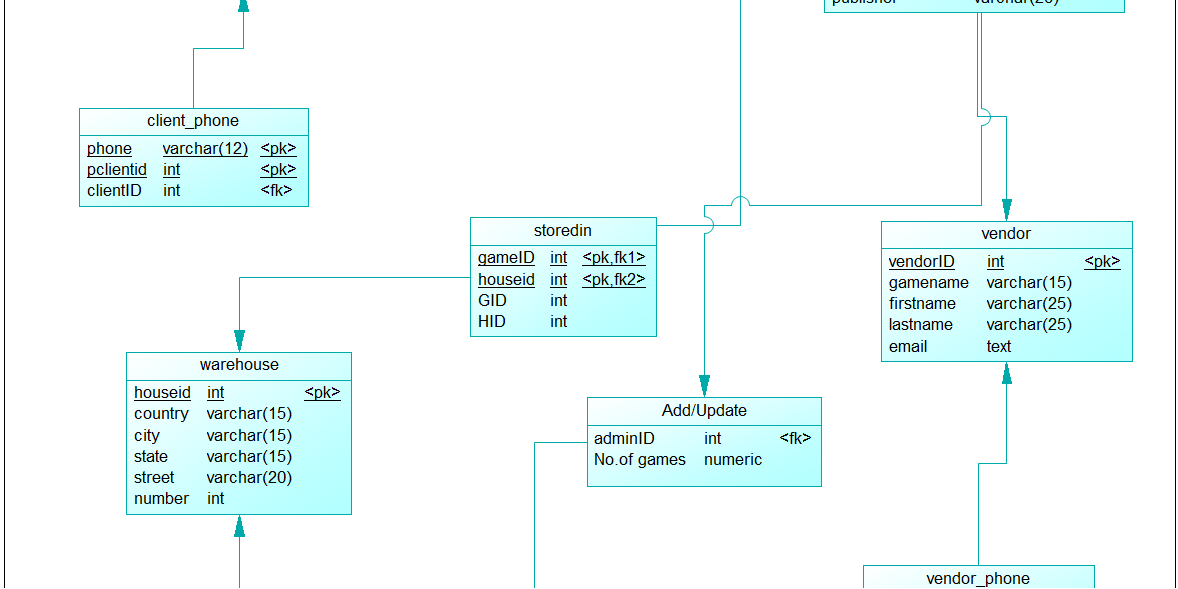 publisher varchar(20)
client_phone
phone varchar(12) <pk>
pclientid int <pk>
clientID int <fk>
storedin
gameID int <pk,fk1>
houseid int <pk,fk2>
GID int
HID int
vendor
vendorID int <pk>
gamename varchar(15)
firstname varchar(25)
lastname varchar(25)
email text
warehouse
houseid int <pk>
country varchar(15)
city varchar(15)
state varchar(15)
street varchar(20)
number int
Add/Update
adminID int <fk>
No.of games numeric
vendor_phone